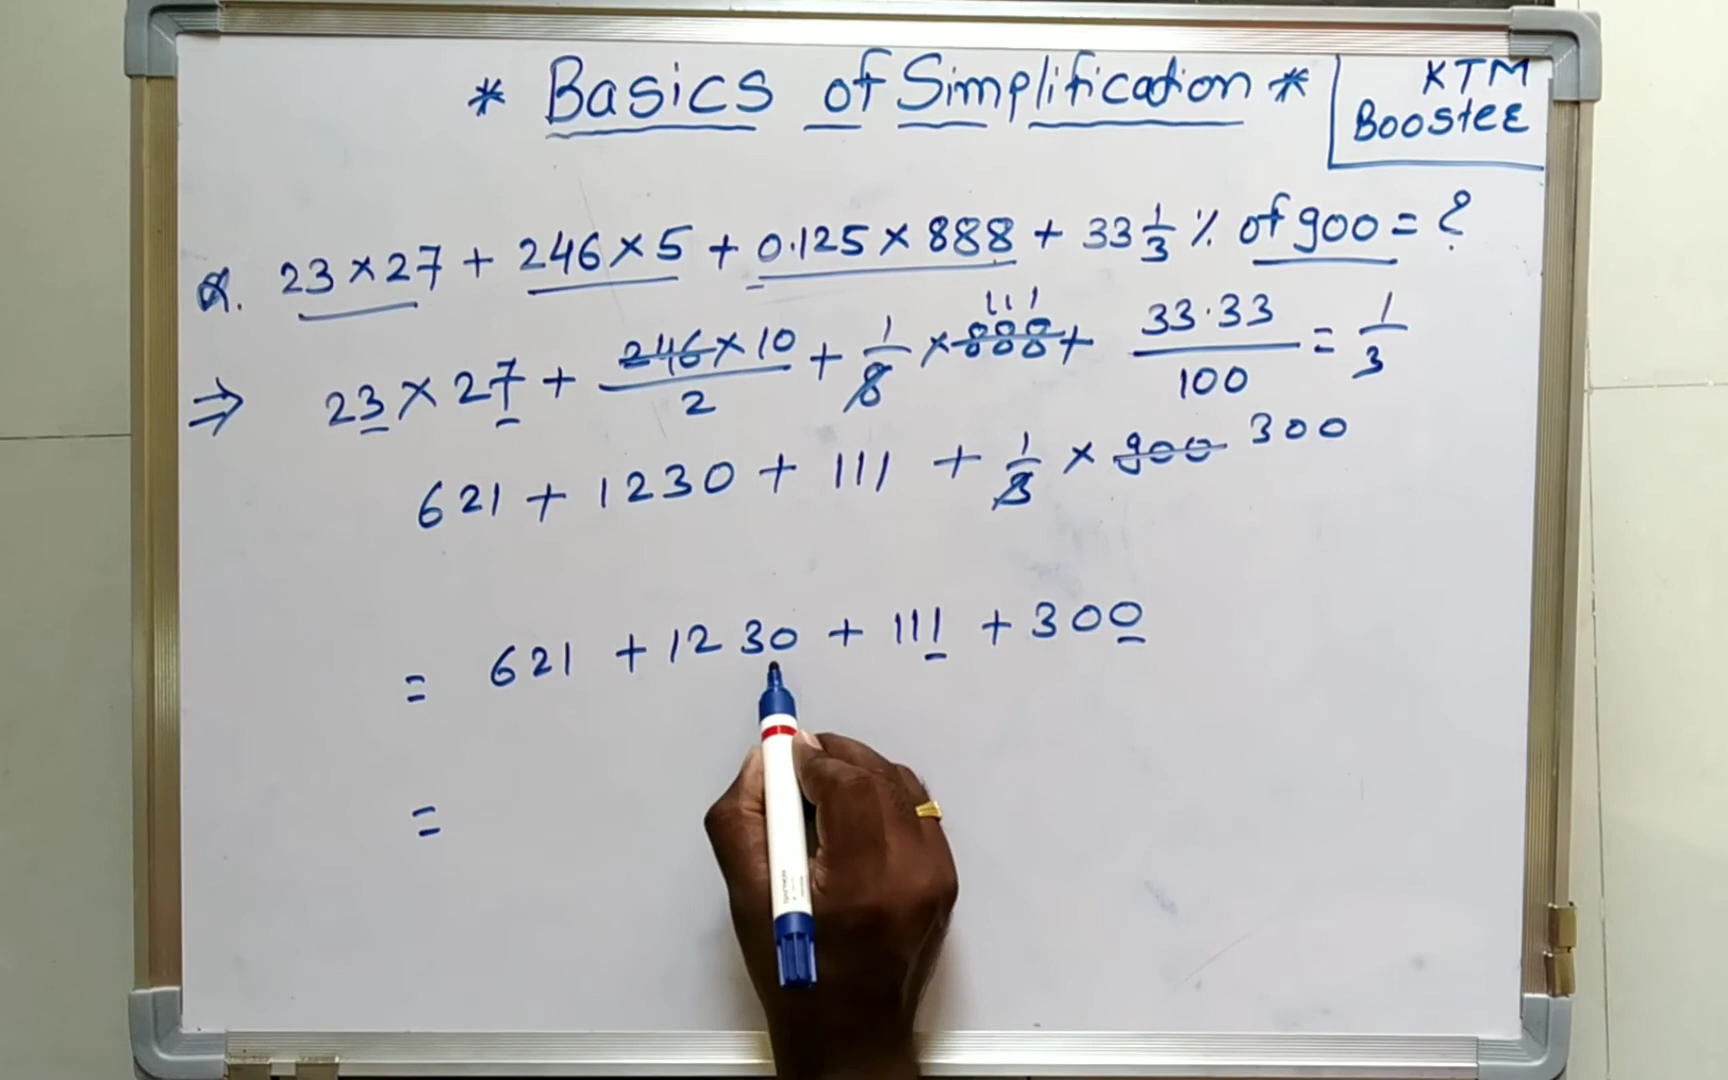 * Basics of Simplification *
KTM
Boostee
Q. 23 × 27 + 246 × 5 + 0.125 × 888 + 33 1/3 % of 900 = ?
⇒ 23 × 27 + 246 × 10 / 2 + 1/8 × 888 111 + 33.33 / 100 = 1/3
621 + 1230 + 111 + 1/3 × 900 300
= 621 + 1230 + 111 + 300
=